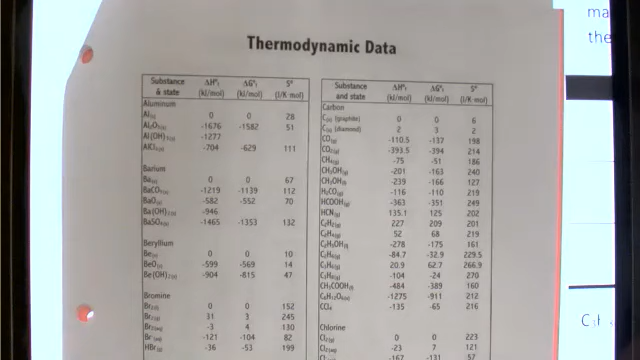 Thermodynamic Data
Substance & state ΔH°f (kJ/mol) ΔG°f (kJ/mol) S° (J/K·mol)
Aluminum
Al(s) 0 0 28
Al2O3(s) -1676 -1582 51
Al(OH)3(s) -1277
AlCl3(s) -704 -629 111
Barium
Ba(s) 0 0 67
BaCO3(s) -1219 -1139 112
BaO(s) -582 -552 70
Ba(OH)2(s) -946
BaSO4(s) -1465 -1353 132
Beryllium
Be(s) 0 0 10
BeO(s) -599 -569 14
Be(OH)2(s) -904 -815 47
Bromine
Br2(l) 0 0 152
Br2(g) 31 3 245
Br2(aq) -3 4 130
Br-(aq) -121 -104 82
HBr(g) -36 -53 199
Substance and state ΔH°f (kJ/mol) ΔG°f (kJ/mol) S° (J/K·mol)
Carbon
C(s) (graphite) 0 0 6
C(s) (diamond) 2 3 2
CO(g) -110.5 -137 198
CO2(g) -393.5 -394 214
CH4(g) -75 -51 186
CH3OH(g) -201 -163 240
CH3OH(l) -239 -166 127
H2CO(g) -116 -110 219
HCOOH(g) -363 -351 249
HCN(g) 135.1 125 202
C2H2(g) 227 209 201
C2H4(g) 52 68 219
-278 -175 161
C2H6(g) -84.7 -32.9 229.5
C3H6(g) 20.9 62.7 266.9
C3H8(g) -104 -24 270
CH3COOH(l) -484 -389 160
C6H12O6(s) -1275 -911 212
CCl4 -135 -65 216
Chlorine
Cl2(g) 0 0 223
Cl2(aq) -23 7 121
-167 -131 57
ma
the